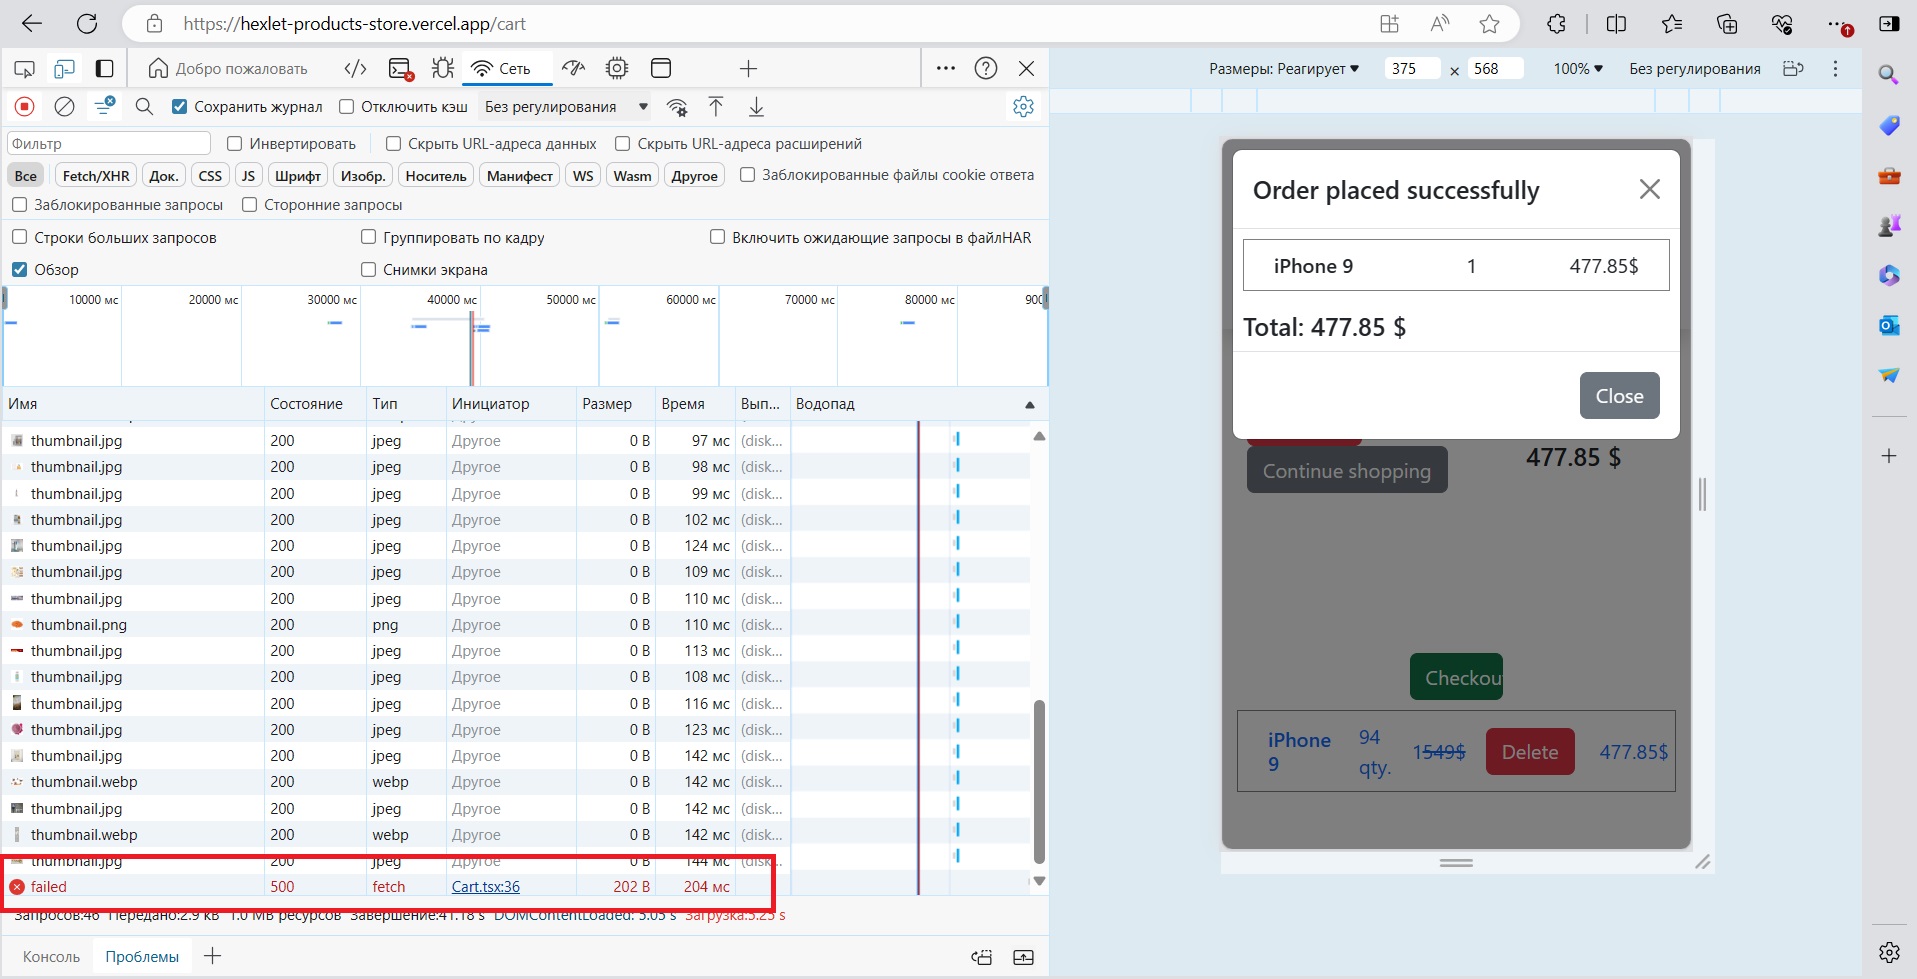 https://hexlet-products-store.vercel.app/cart
Добро пожаловать
Сеть
Размеры: Реагирует
375 x 568
100%
Без регулирования
Сохранить журнал
Отключить кэш
Без регулирования
Фильтр
Инвертировать
Скрыть URL-адреса данных
Скрыть URL-адреса расширений
Все Fetch/XHR Док. CSS JS Шрифт Изобр. Носитель Манифест WS Wasm Другое
Заблокированные файлы cookie ответа
Заблокированные запросы
Сторонние запросы
Строки больших запросов
Группировать по кадру
Включить ожидающие запросы в файлHAR
Обзор
Снимки экрана
10000 мс 20000 мс 30000 мс 40000 мс 50000 мс 60000 мс 70000 мс 80000 мс 900
Имя Состояние Тип Инициатор Размер Время Вып... Водопад
thumbnail.jpg 200 jpeg Другое 0 B 97 мс (disk...
thumbnail.jpg 200 jpeg Другое 0 B 98 мс (disk...
thumbnail.jpg 200 jpeg Другое 0 B 99 мс (disk...
thumbnail.jpg 200 jpeg Другое 0 B 102 мс (disk...
thumbnail.jpg 200 jpeg Другое 0 B 124 мс (disk...
thumbnail.jpg 200 jpeg Другое 0 B 109 мс (disk...
thumbnail.jpg 200 jpeg Другое 0 B 110 мс (disk...
thumbnail.png 200 png Другое 0 B 110 мс (disk...
thumbnail.jpg 200 jpeg Другое 0 B 113 мс (disk...
thumbnail.jpg 200 jpeg Другое 0 B 108 мс (disk...
thumbnail.jpg 200 jpeg Другое 0 B 116 мс (disk...
thumbnail.jpg 200 jpeg Другое 0 B 123 мс (disk...
thumbnail.jpg 200 jpeg Другое 0 B 142 мс (disk...
thumbnail.webp 200 webp Другое 0 B 142 мс (disk...
thumbnail.jpg 200 jpeg Другое 0 B 142 мс (disk...
thumbnail.webp 200 webp Другое 0 B 142 мс (disk...
thumbnail.jpg 200 jpeg Другое 0 B 144 мс (disk...
failed 500 fetch Cart.tsx:36 202 B 204 мс
Запросов:46 Передано:2.9 kB 1.0 MB ресурсов Завершение:41.18 s DOMContentLoaded: 5.05 s Загрузка:5.25 s
Консоль
Проблемы
Order placed successfully
iPhone 9 1 477.85$
Total: 477.85 $
Close
Continue shopping
477.85 $
Checkou
iPhone 9
94 qty.
1549$
Delete
477.85$